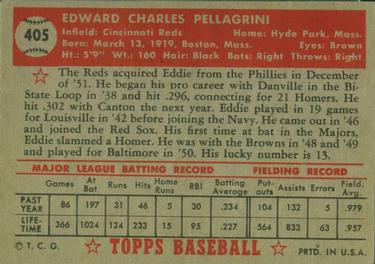 405
EDWARD CHARLES PELLAGRINI
Infield: Cincinnati Reds Home: Hyde Park, Mass.
Born: March 13, 1919, Boston, Mass. Eyes: Brown
Ht: 5'9" Wt: 160 Hair: Black Bats: Right Throws: Right
The Reds acquired Eddie from the Phillies in December
of '51. He began his pro career with Danville in the Bi-
State Loop in '38 and hit .296, connecting for 21 Homers. He
hit .302 with Canton the next year. Eddie played in 19 games
for Louisville in '42 before joining the Navy. He came out in '46
and joined the Red Sox. His first time at bat in the Majors,
Eddie slammed a Homer. He was with the Browns in '48 and '49
and played for Baltimore in '50. His lucky number is 13.
MAJOR LEAGUE BATTING RECORD FIELDING RECORD
Games At Bat Runs Hits Home Runs RBI Batting Average Put-outs Assists Errors Field. Avg.
PAST YEAR 86 197 31 46 5 30 .234 104 132 5 .979
LIFE-TIME 366 1024 124 233 15 124 .228 564 833 63 .957
© T. C. G. TOPPS BASEBALL PRTD. IN U.S.A.